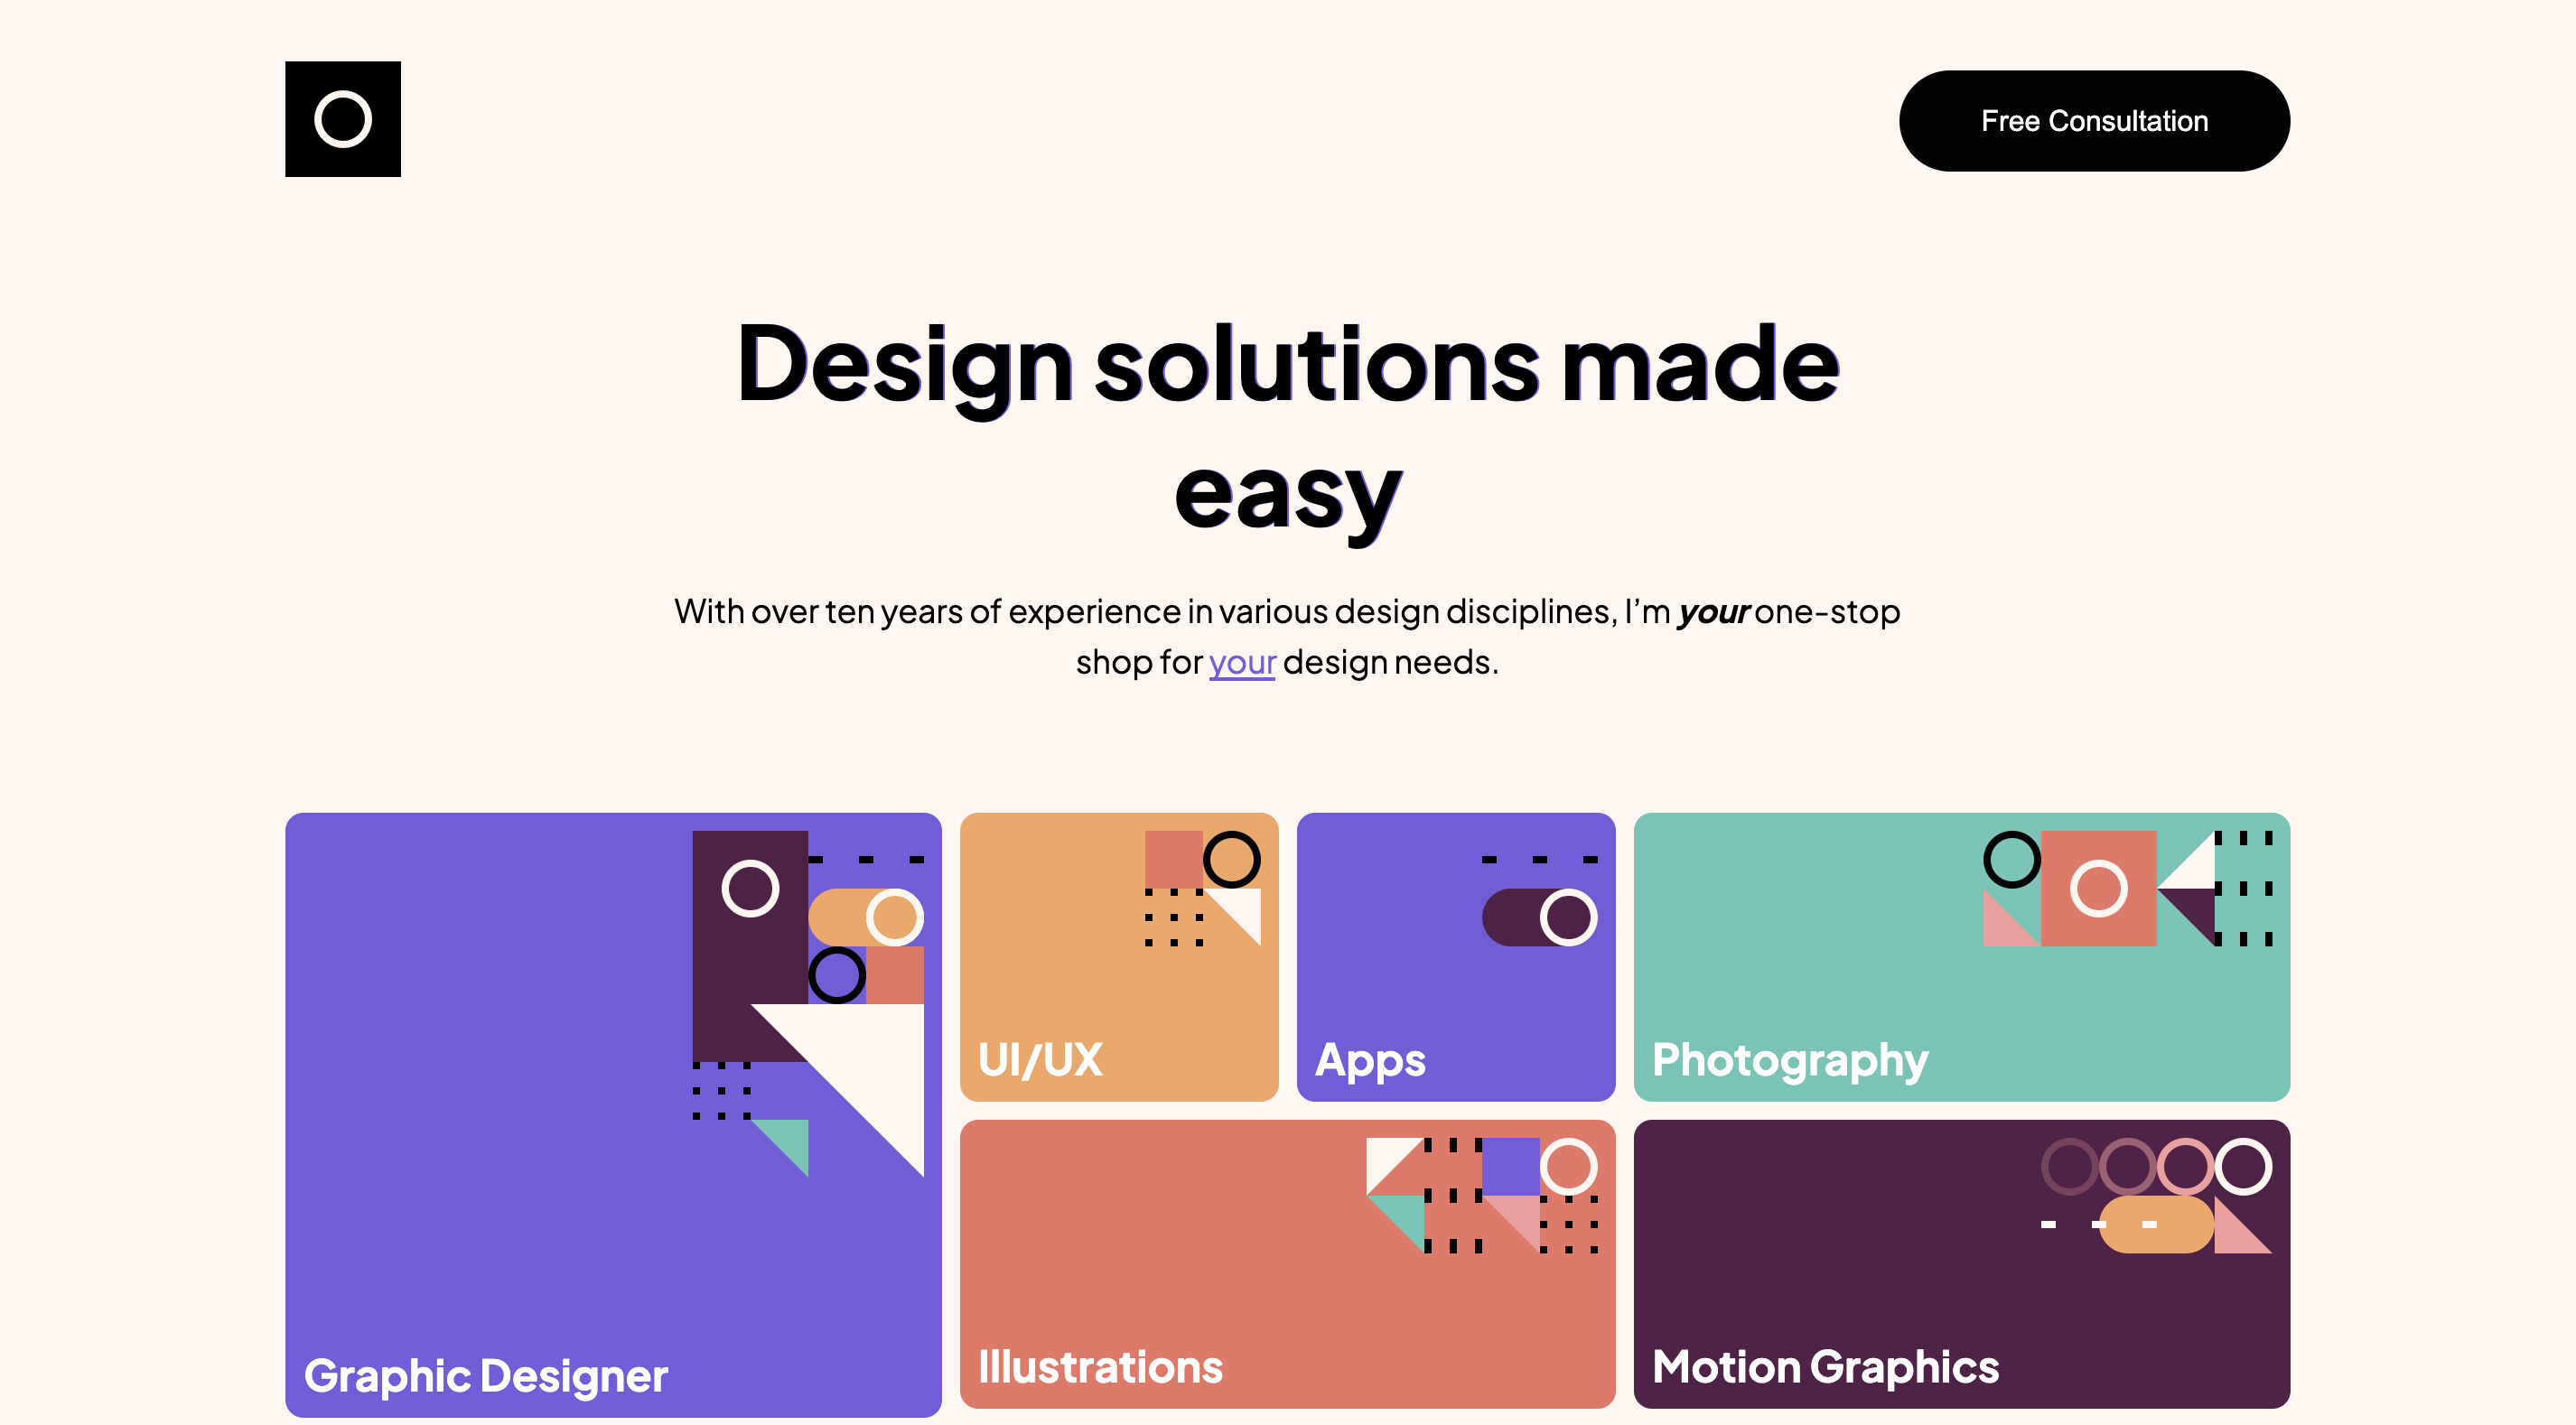 Free Consultation
Design solutions made
easy
With over ten years of experience in various design disciplines, I’m your one-stop
shop for your design needs.
UI/UX
Apps
Photography
Graphic Designer
Illustrations
Motion Graphics